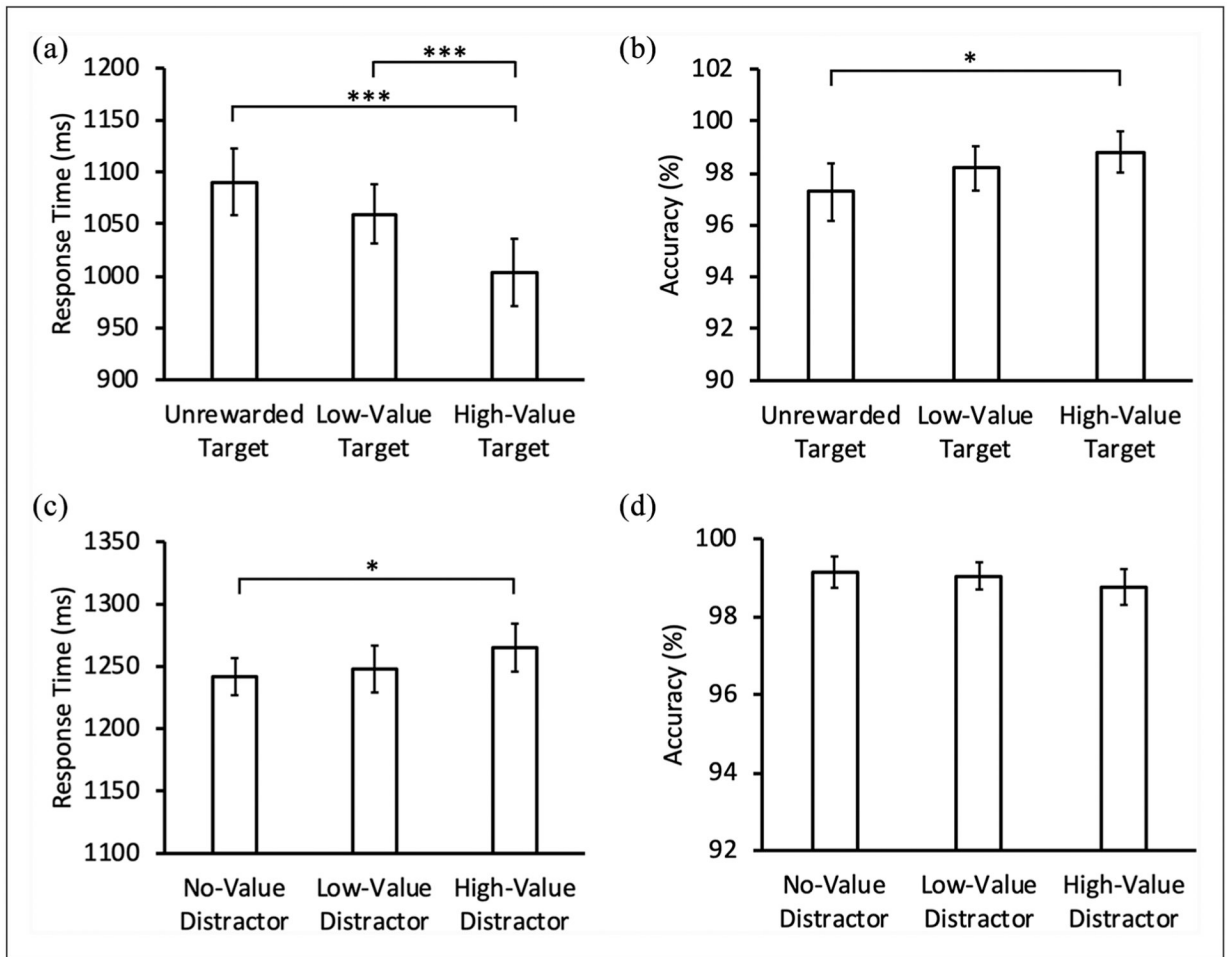 (a)
Response Time (ms)
1200
1150
1100
1050
1000
950
900
***
***
Unrewarded Target
Low-Value Target
High-Value Target
(b)
Accuracy (%)
102
100
98
96
94
92
90
*
Unrewarded Target
Low-Value Target
High-Value Target
(c)
Response Time (ms)
1350
1300
1250
1200
1150
1100
*
No-Value Distractor
Low-Value Distractor
High-Value Distractor
(d)
Accuracy (%)
100
98
96
94
92
No-Value Distractor
Low-Value Distractor
High-Value Distractor